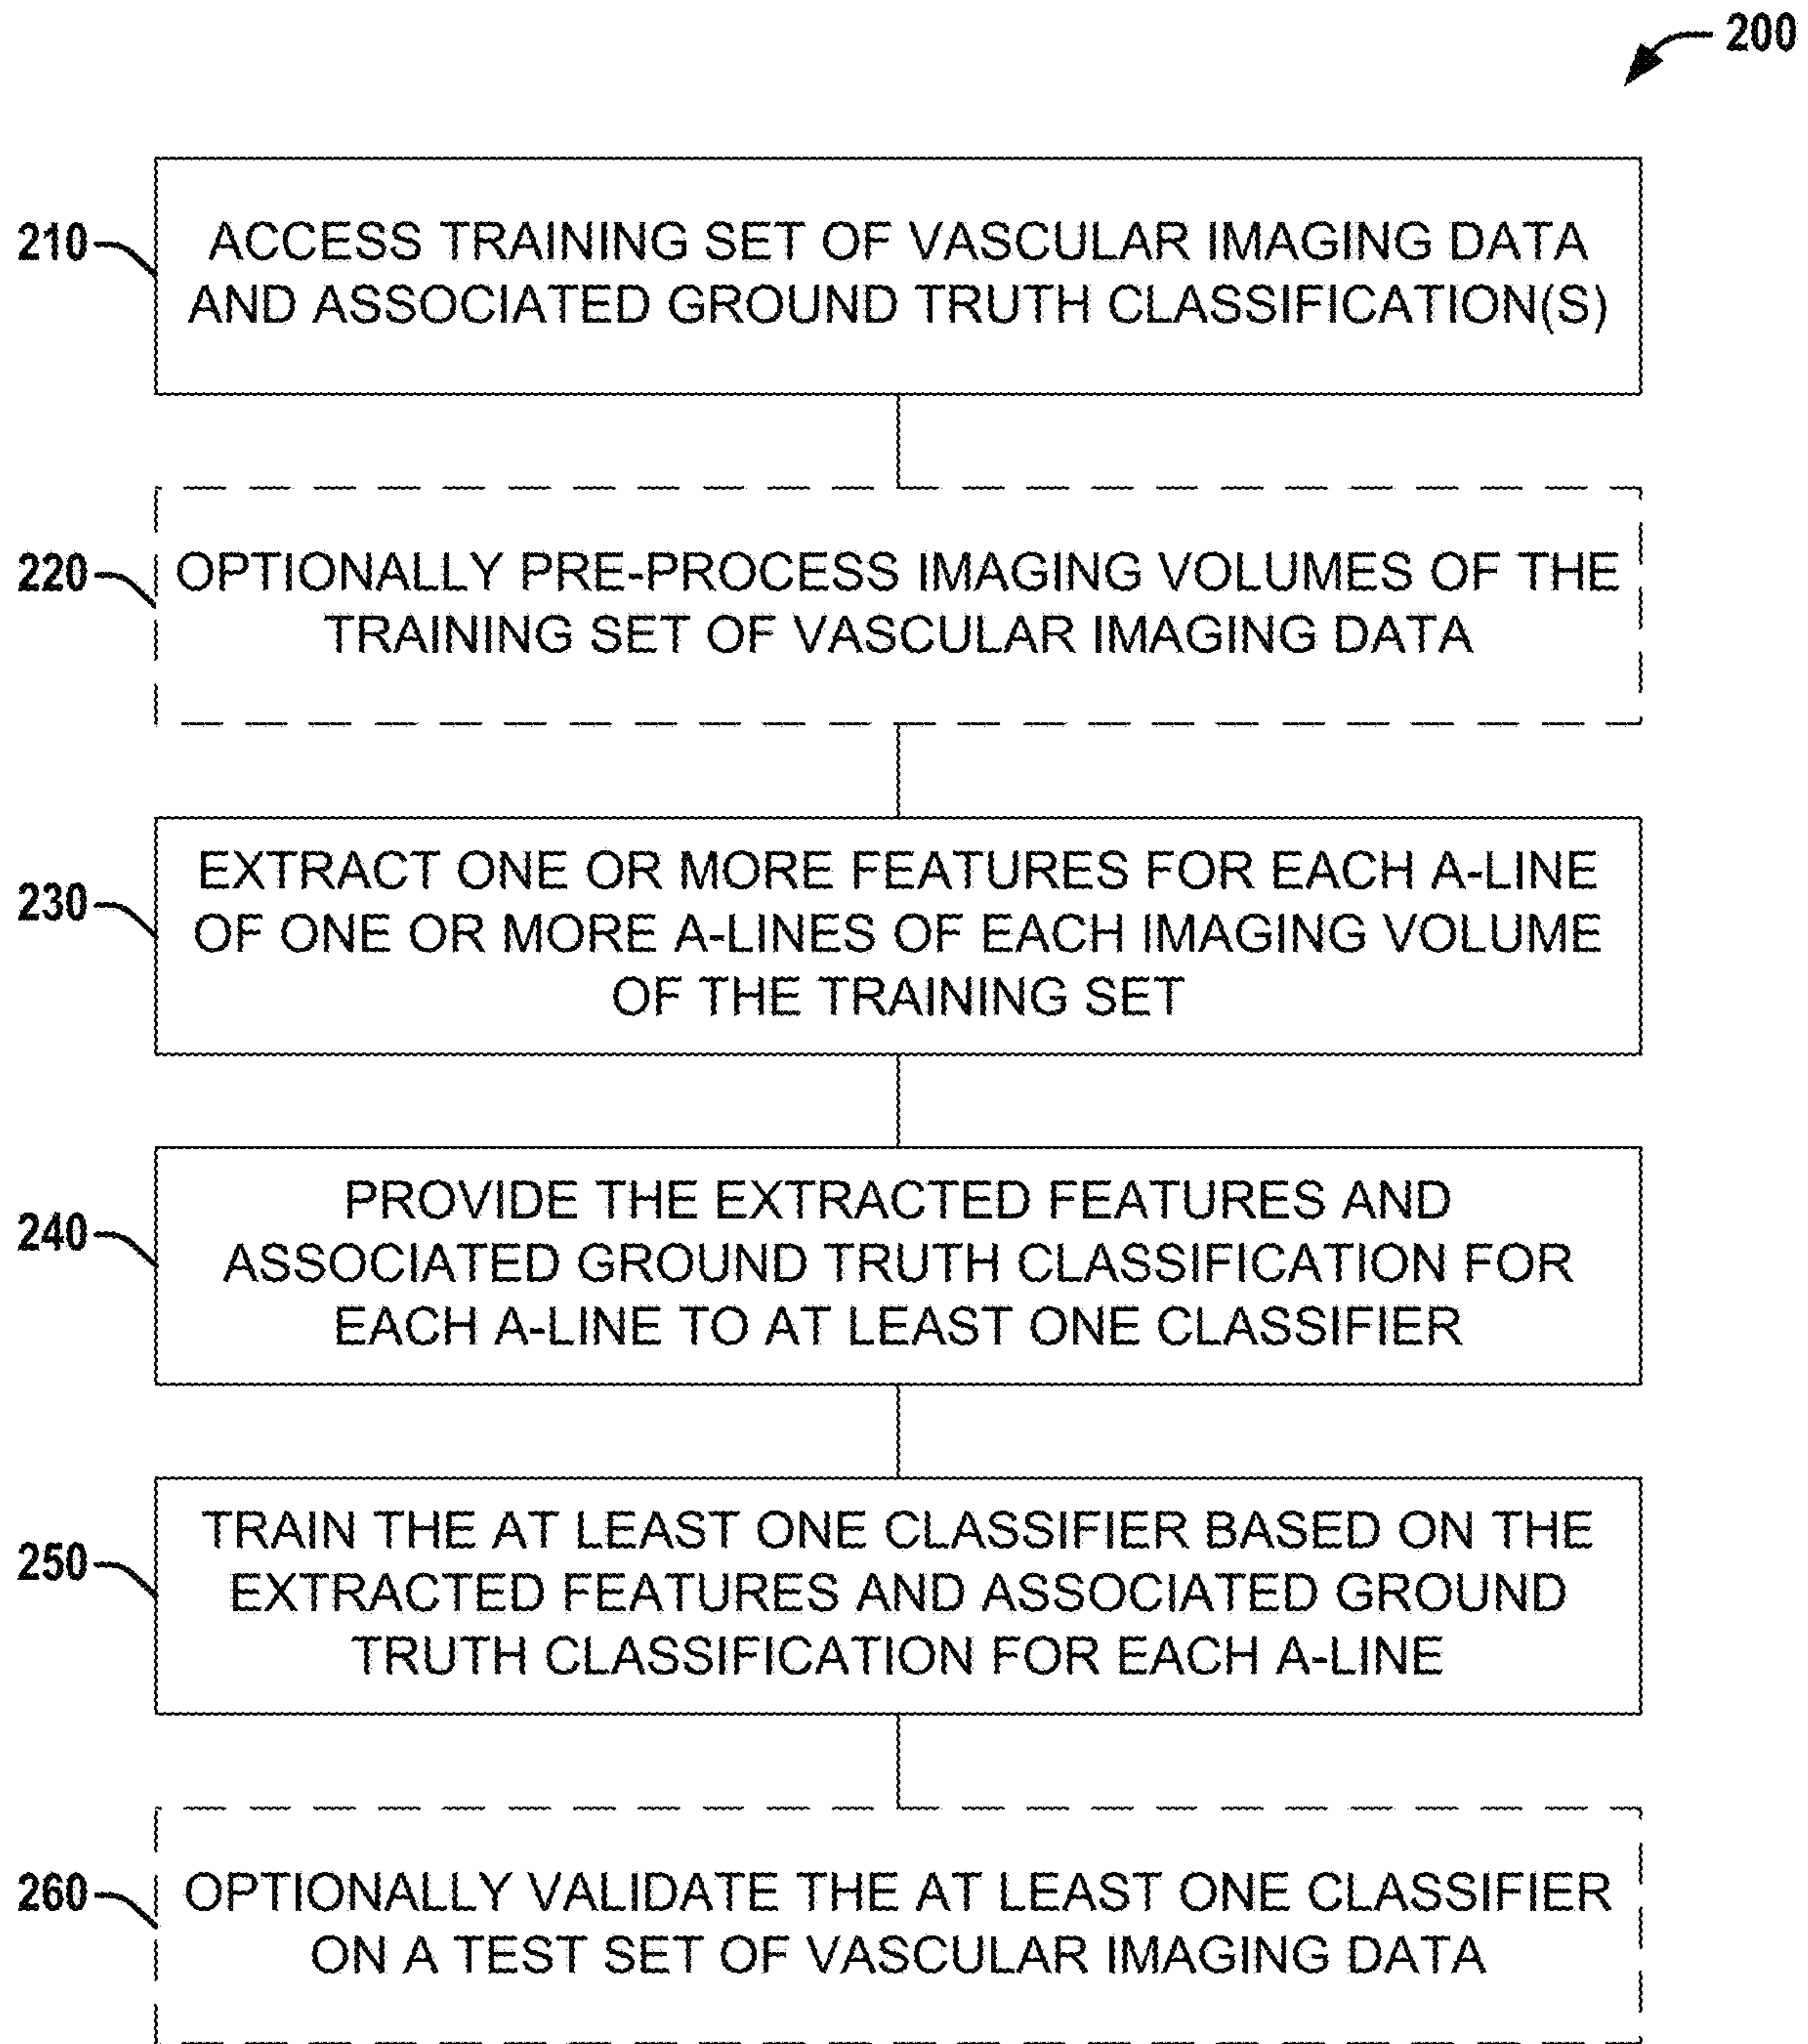 200
210
ACCESS TRAINING SET OF VASCULAR IMAGING DATA
AND ASSOCIATED GROUND TRUTH CLASSIFICATION(S)
220
OPTIONALLY PRE-PROCESS IMAGING VOLUMES OF THE
TRAINING SET OF VASCULAR IMAGING DATA
230
EXTRACT ONE OR MORE FEATURES FOR EACH A-LINE
OF ONE OR MORE A-LINES OF EACH IMAGING VOLUME
OF THE TRAINING SET
240
PROVIDE THE EXTRACTED FEATURES AND
ASSOCIATED GROUND TRUTH CLASSIFICATION FOR
EACH A-LINE TO AT LEAST ONE CLASSIFIER
250
TRAIN THE AT LEAST ONE CLASSIFIER BASED ON THE
EXTRACTED FEATURES AND ASSOCIATED GROUND
TRUTH CLASSIFICATION FOR EACH A-LINE
260
OPTIONALLY VALIDATE THE AT LEAST ONE CLASSIFIER
ON A TEST SET OF VASCULAR IMAGING DATA